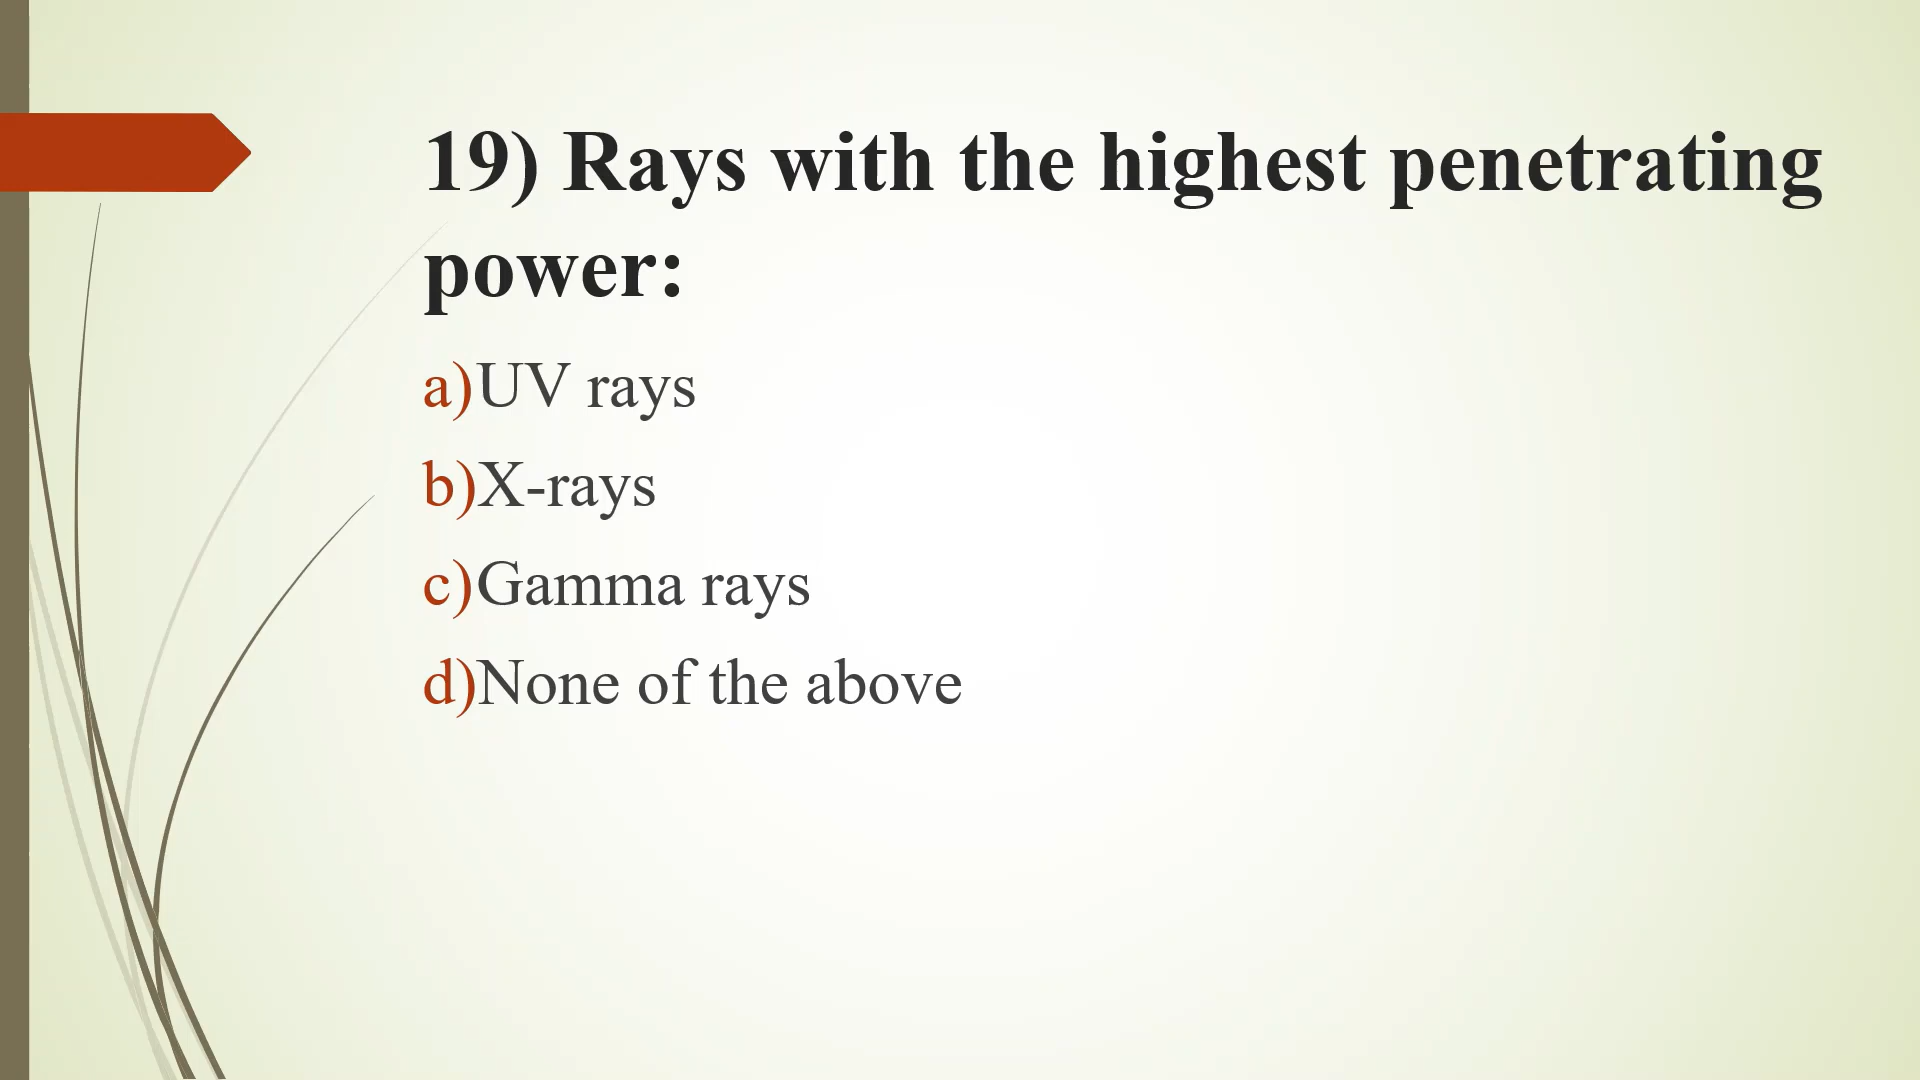 19) Rays with the highest penetrating
power:
a)UV rays
b)X-rays
c)Gamma rays
d)None of the above